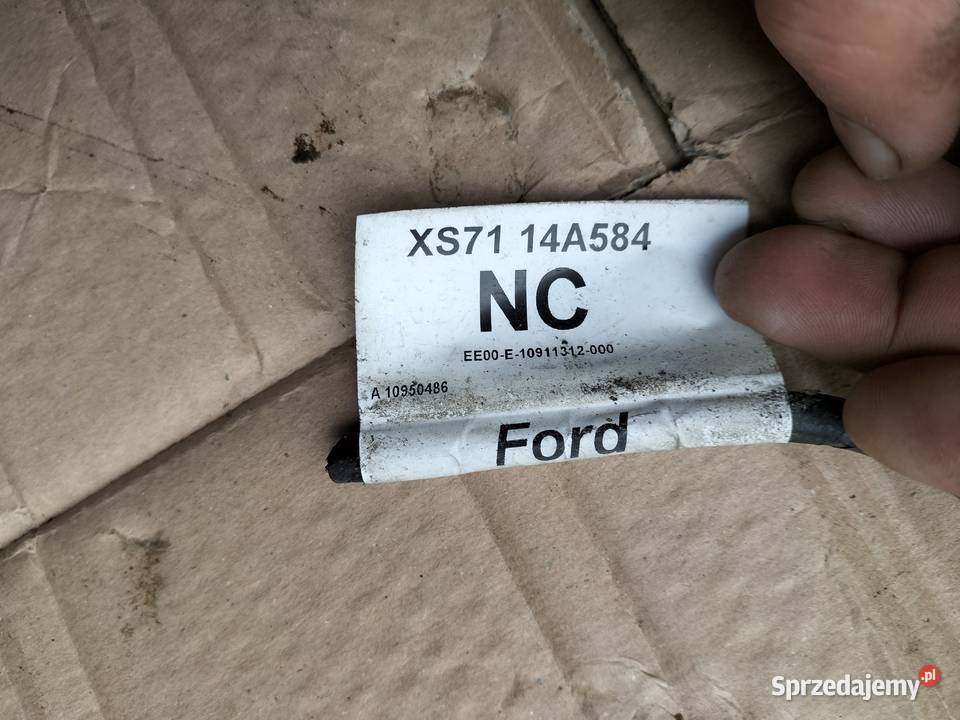 XS71 14A584
NC
EE00-E-10911312-000
A 10950486
Ford
Sprzedajemy.pl